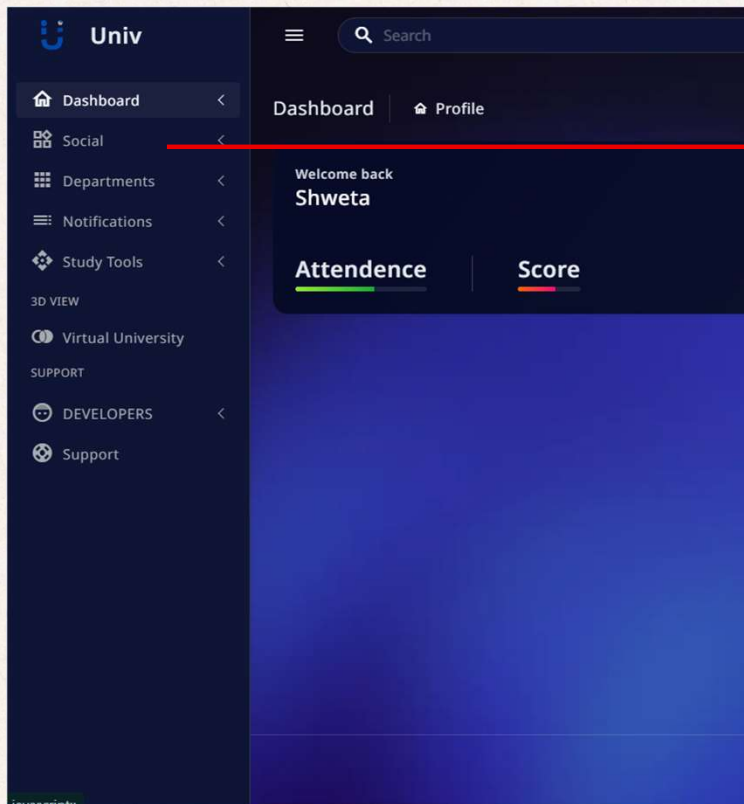 Univ
Search
Dashboard
Social
Departments
Notifications
Study Tools
3D VIEW
Virtual University
SUPPORT
DEVELOPERS
Support
Dashboard
Profile
Welcome back
Shweta
Attendence
Score